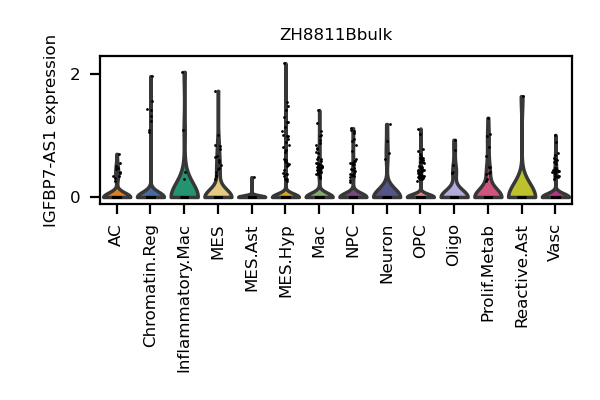 ZH8811Bbulk
IGFBP7-AS1 expression
2
0
AC
Chromatin.Reg
Inflammatory.Mac
MES
MES.Ast
MES.Hyp
Mac
NPC
Neuron
OPC
Oligo
Prolif.Metab
Reactive.Ast
Vasc